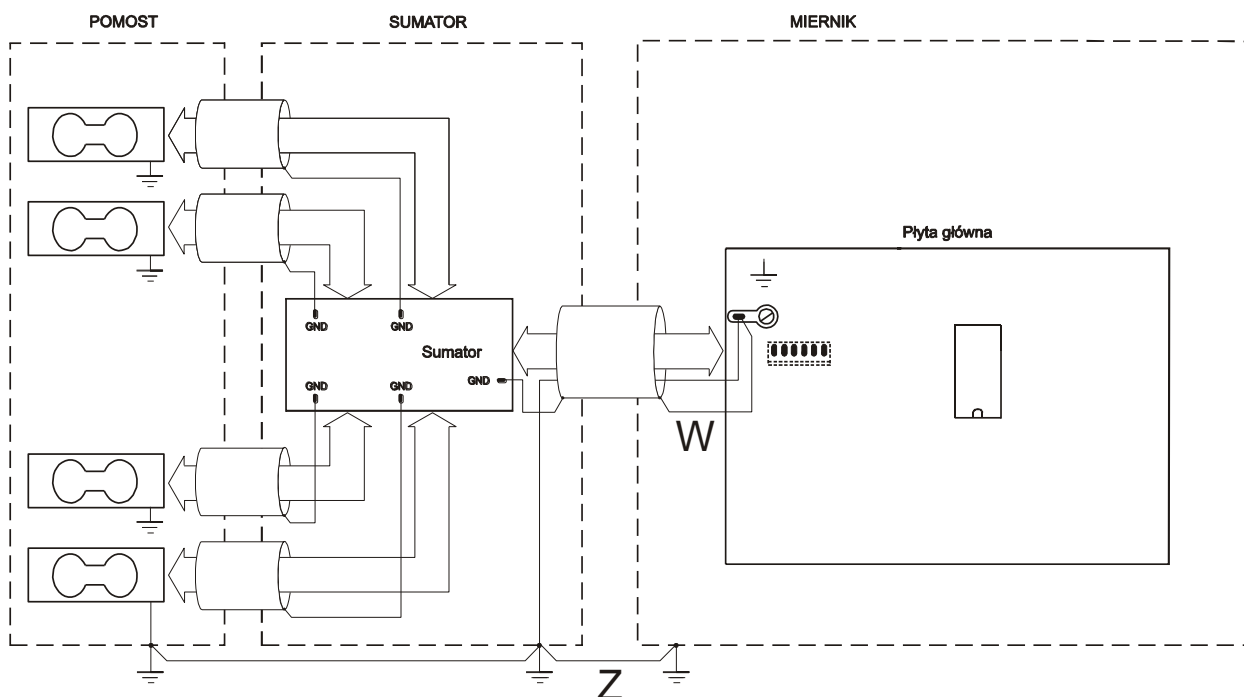 POMOST
SUMATOR
MIERNIK
Płyta główna
GND
GND
Sumator
GND
GND
GND
W
Z